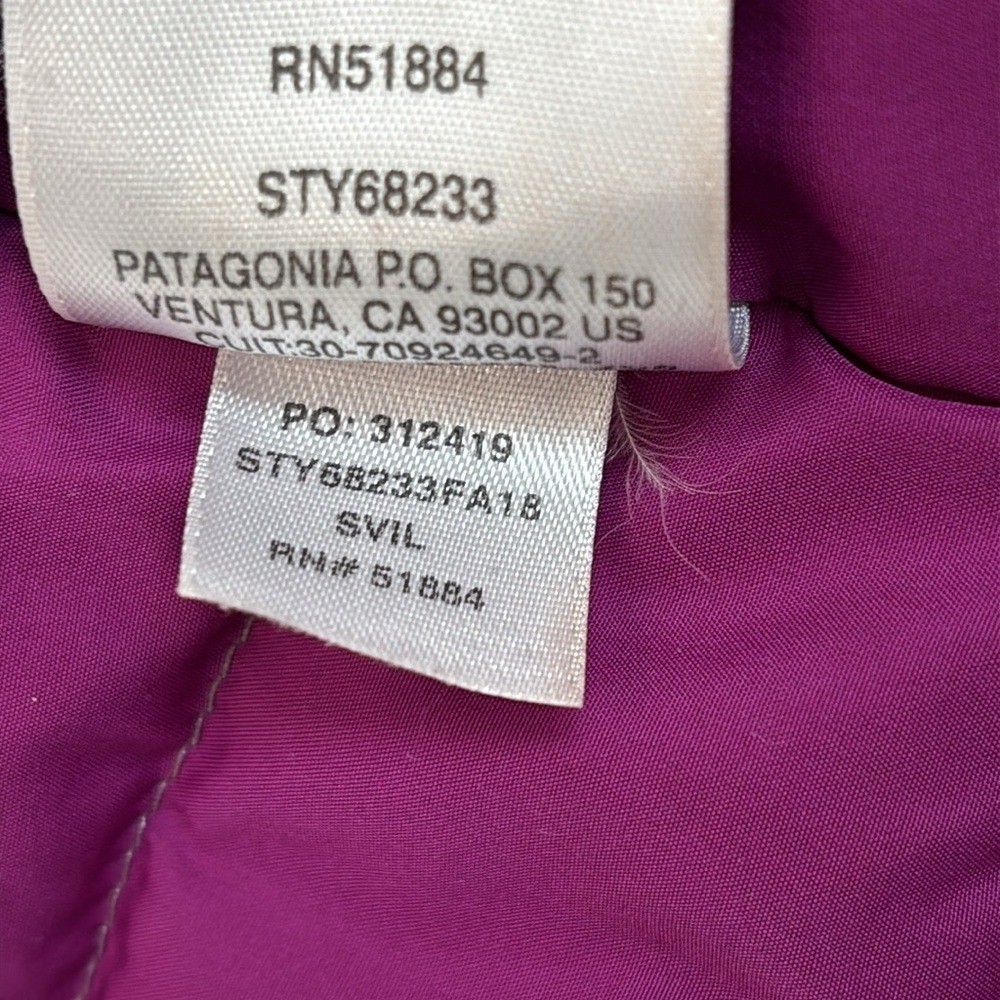 RN51884
STY68233
PATAGONIA P.O. BOX 150
VENTURA, CA 93002 US
CUIT:30-70924649-2
PO: 312419
STY68233FA18
SVIL
RN# 51884